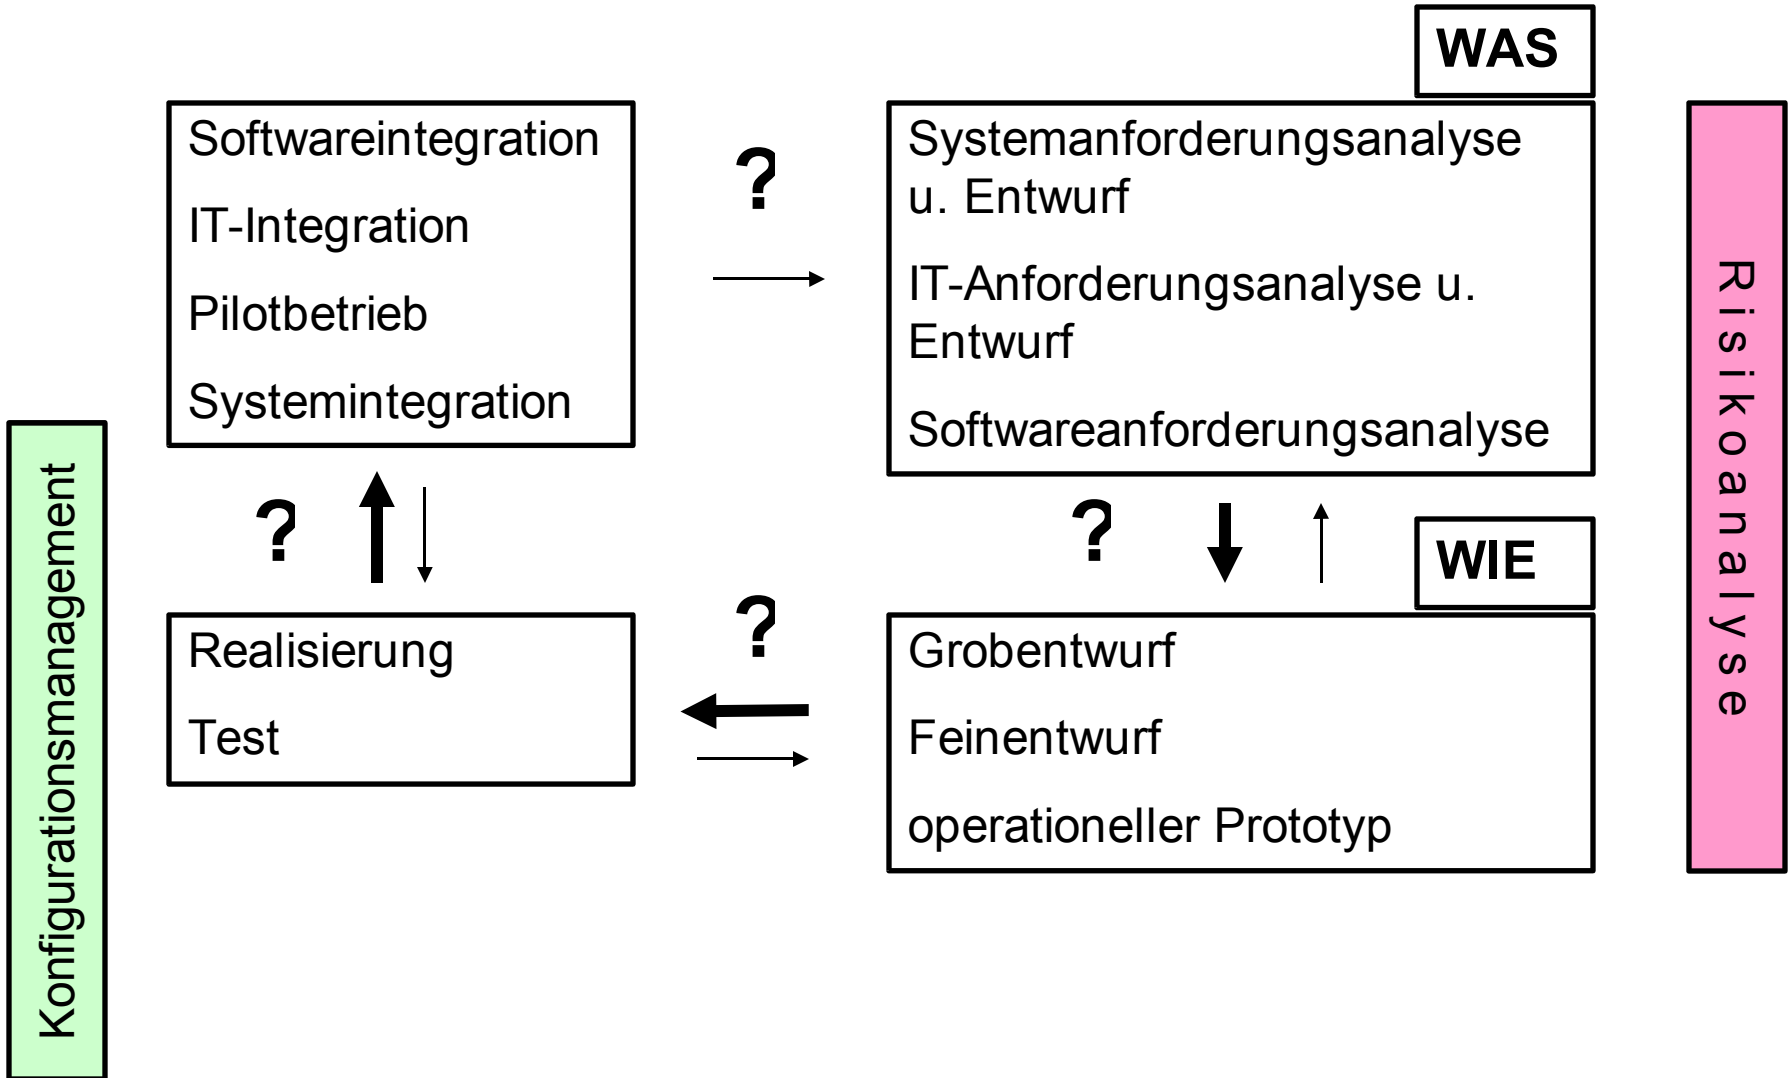 WAS
Softwareintegration
IT-Integration
Pilotbetrieb
Systemintegration
?
Systemanforderungsanalyse
u. Entwurf
IT-Anforderungsanalyse u.
Entwurf
Softwareanforderungsanalyse
?
?
WIE
Realisierung
Test
?
Grobentwurf
Feinentwurf
operationeller Prototyp
Konfigurationsmanagement
Risikoanalyse